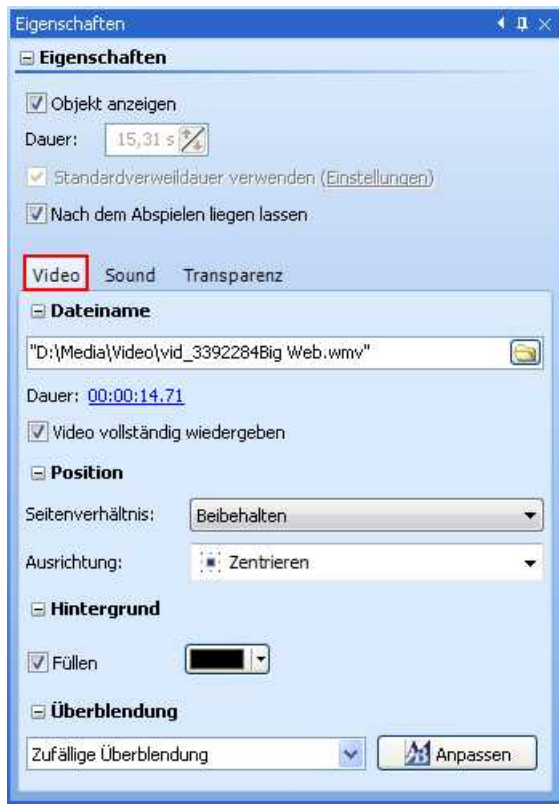 Eigenschaften
Eigenschaften
Objekt anzeigen
Dauer: 15,31 s
Standardverweildauer verwenden (Einstellungen)
Nach dem Abspielen liegen lassen
Video Sound Transparenz
Dateiname
"D:\Media\Video\vid_3392284Big Web.wmv"
Dauer: 00:00:14.71
Video vollständig wiedergeben
Position
Seitenverhältnis: Beibehalten
Ausrichtung: Zentrieren
Hintergrund
Füllen
Überblendung
Zufällige Überblendung Anpassen